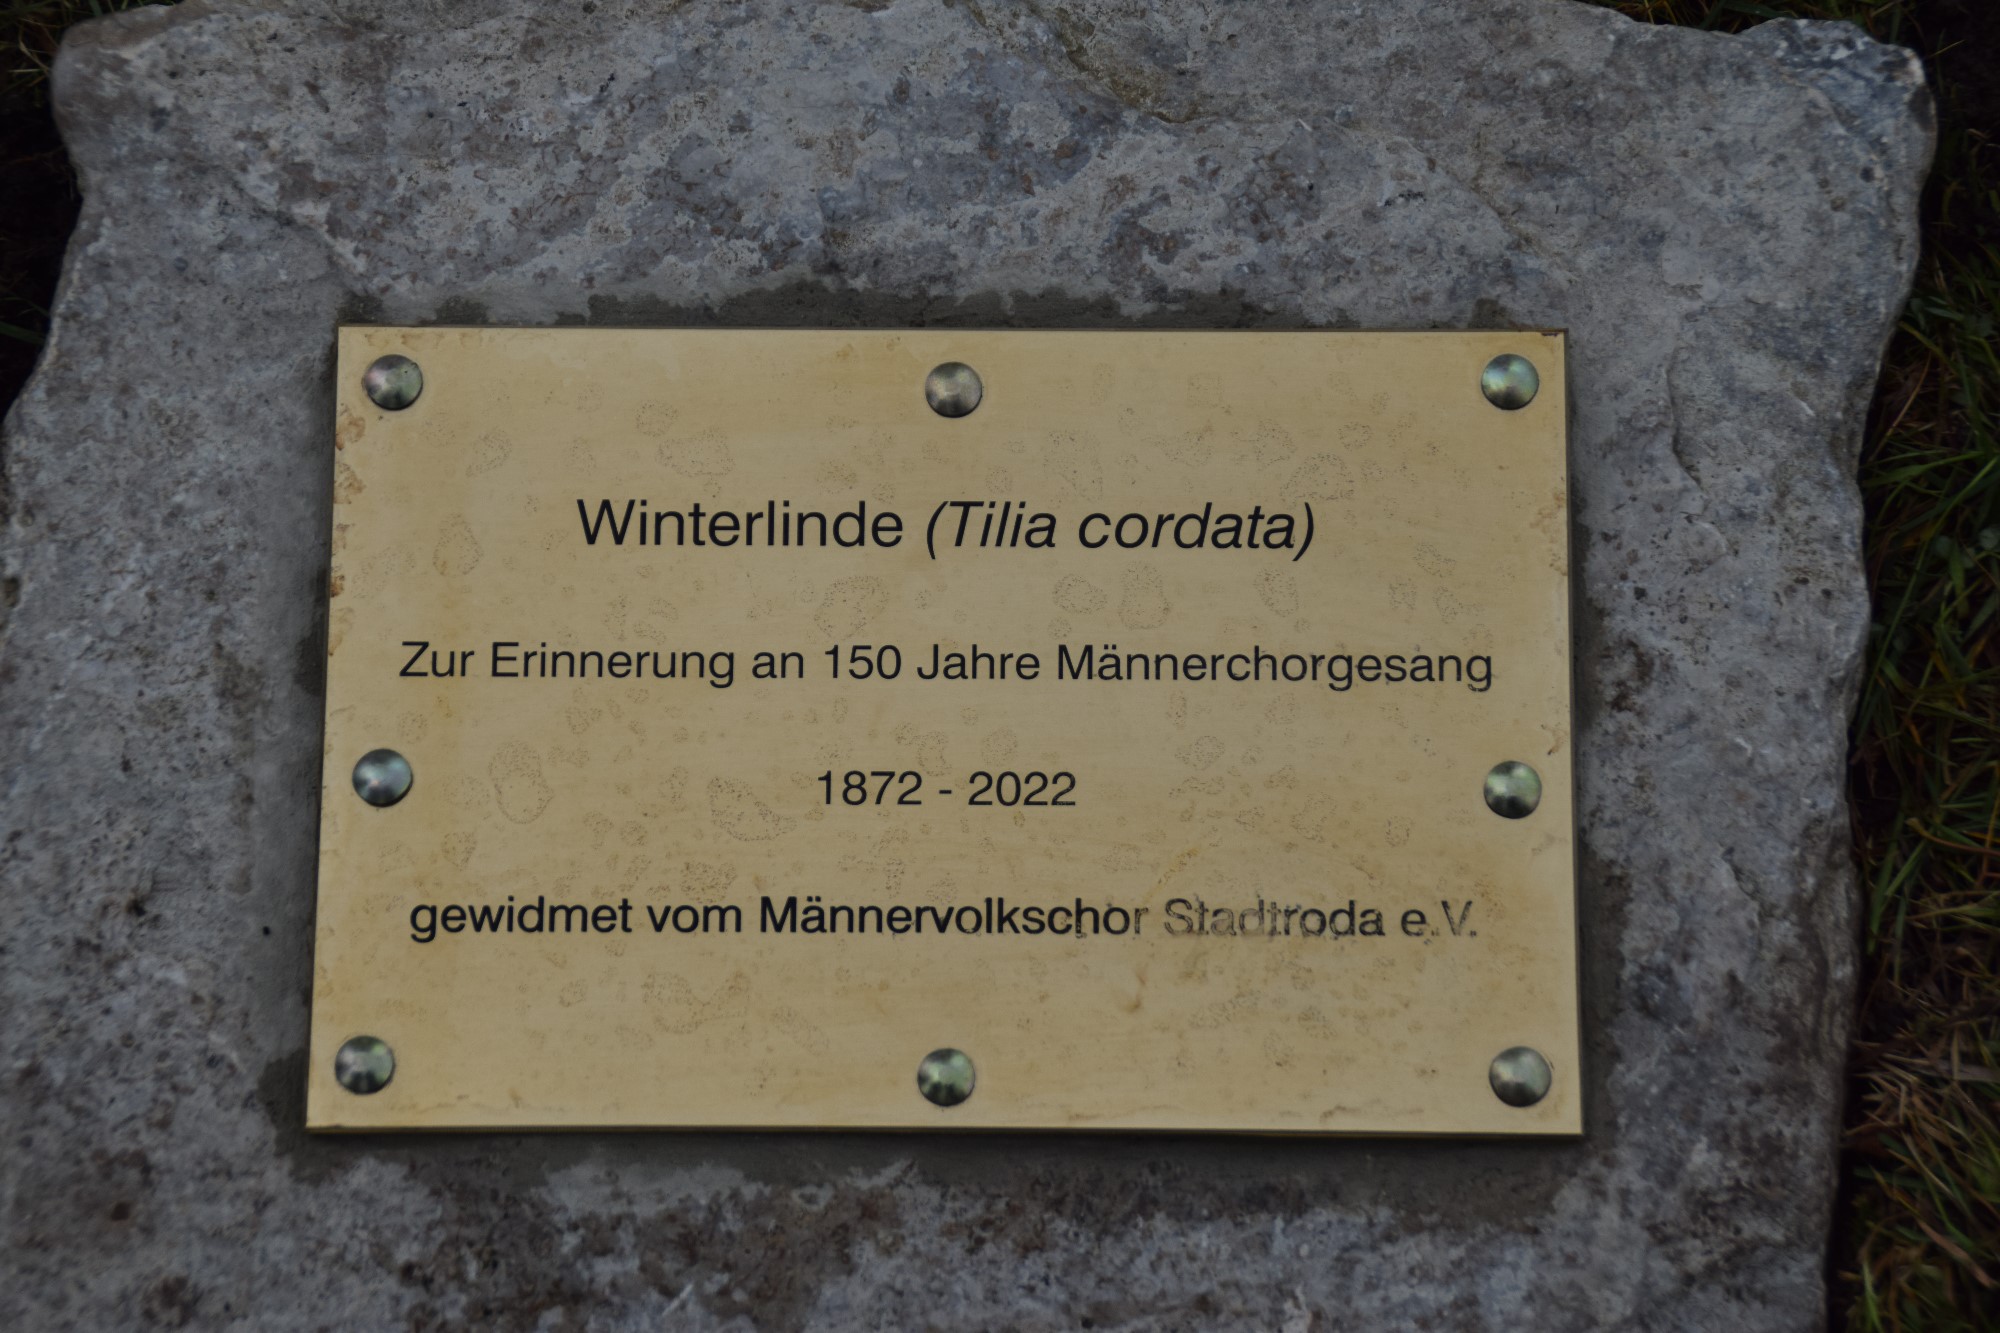 Winterlinde (Tilia cordata)
Zur Erinnerung an 150 Jahre Männerchorgesang
1872 - 2022
gewidmet vom Männervolkschor Stadtroda e.V.